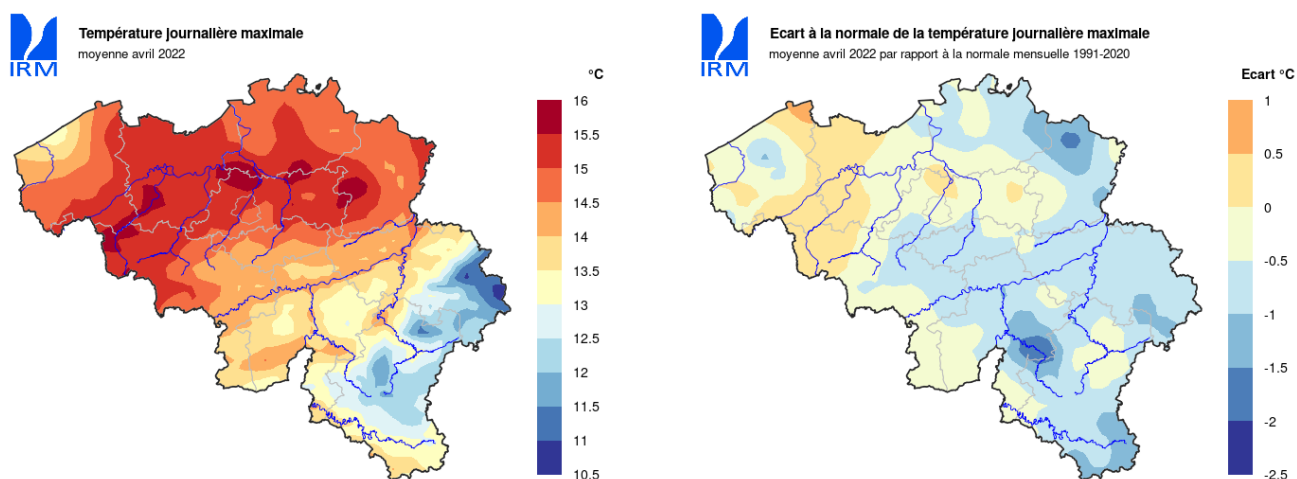 IRM
Température journalière maximale
moyenne avril 2022
°C
16
15.5
15
14.5
14
13.5
13
12.5
12
11.5
11
10.5
IRM
Ecart à la normale de la température journalière maximale
moyenne avril 2022 par rapport à la normale mensuelle 1991-2020
Ecart °C
1
0.5
0
-0.5
-1
-1.5
-2
-2.5